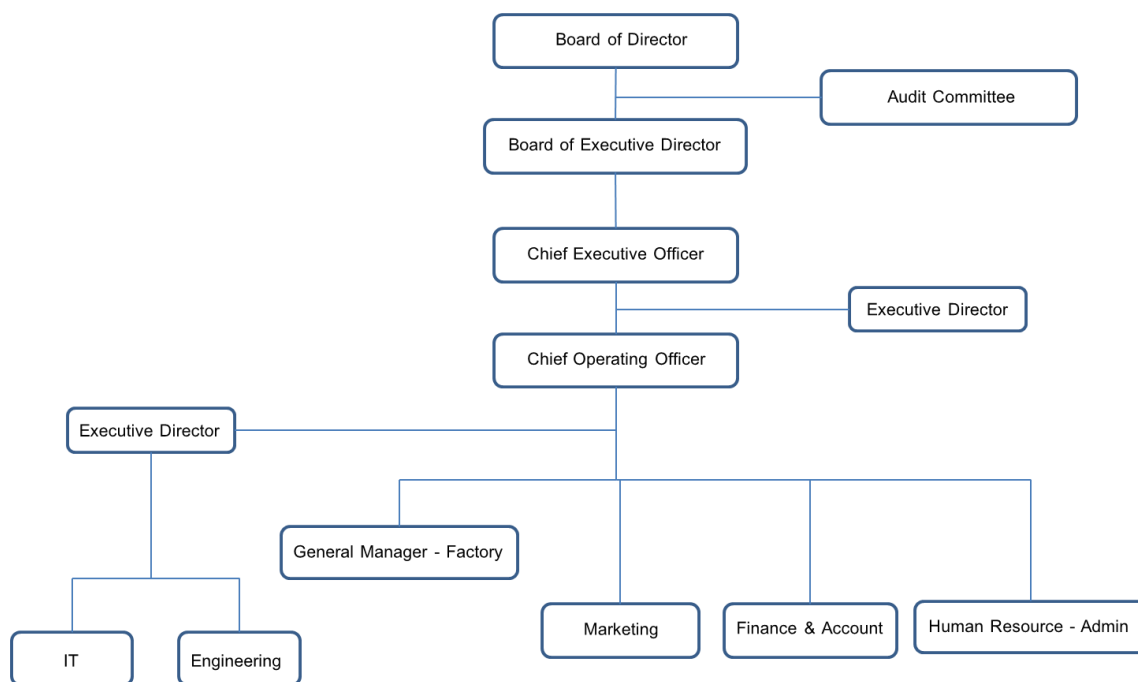 Board of Director
Audit Committee
Board of Executive Director
Chief Executive Officer
Executive Director
Chief Operating Officer
Executive Director
General Manager - Factory
Marketing
Finance & Account
Human Resource - Admin
IT
Engineering